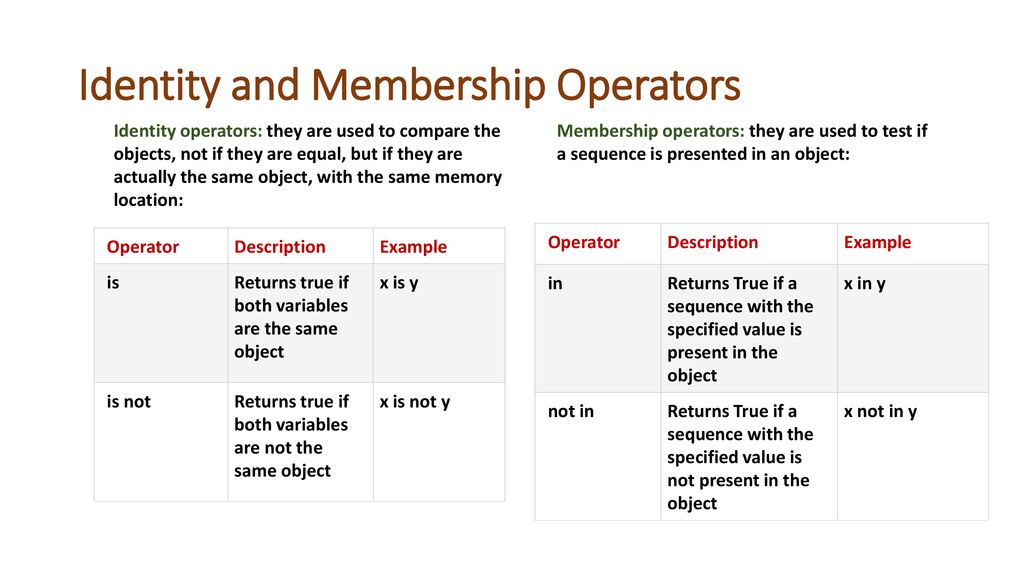 Identity and Membership Operators
Identity operators: they are used to compare the
objects, not if they are equal, but if they are
actually the same object, with the same memory
location:
Operator Description Example
is Returns true if x is y
both variables
are the same
object
is not Returns true if x is not y
both variables
are not the
same object
Membership operators: they are used to test if
a sequence is presented in an object:
Operator Description Example
in Returns True if a x in y
sequence with the
specified value is
present in the
object
not in Returns True if a x not in y
sequence with the
specified value is
not present in the
object